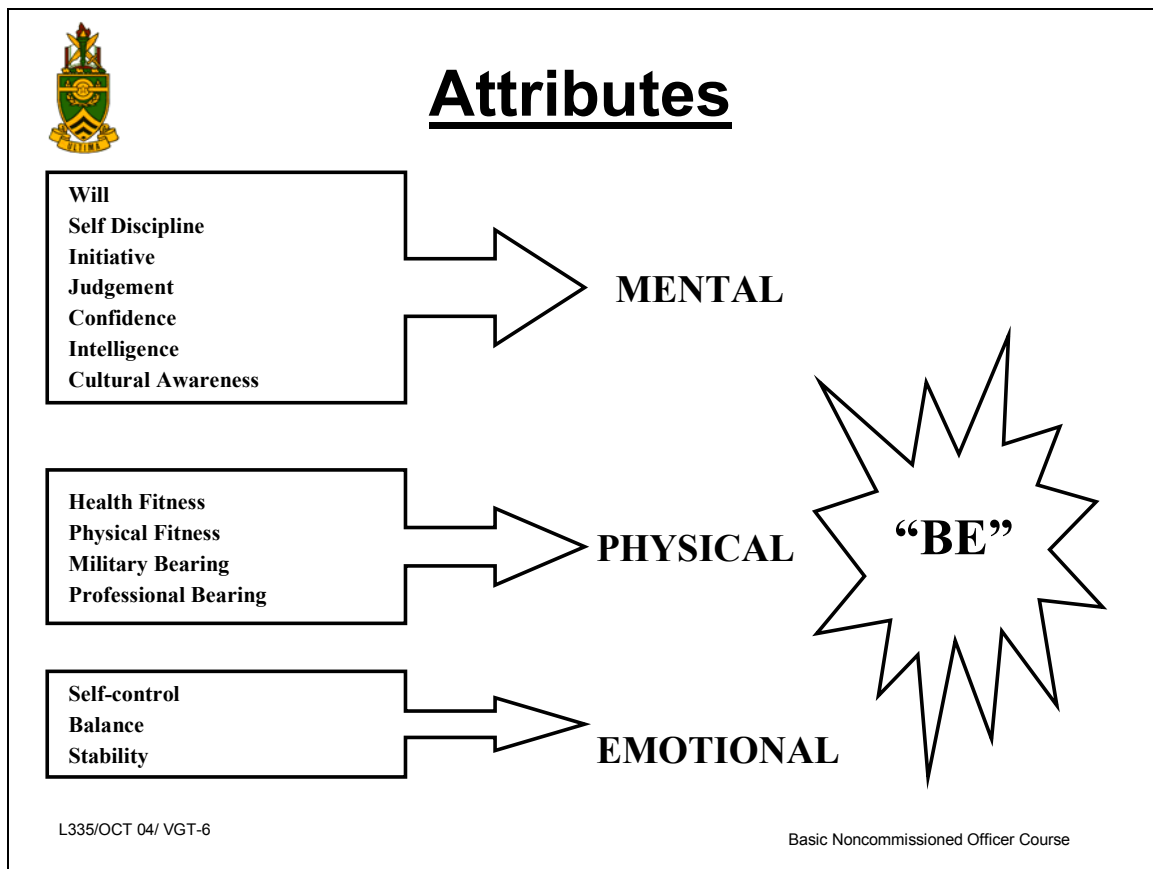 Attributes
ULTIMA
Will
Self Discipline
Initiative
Judgement
Confidence
Intelligence
Cultural Awareness
MENTAL
Health Fitness
Physical Fitness
Military Bearing
Professional Bearing
PHYSICAL
“BE”
Self-control
Balance
Stability
EMOTIONAL
L335/OCT 04/ VGT-6
Basic Noncommissioned Officer Course